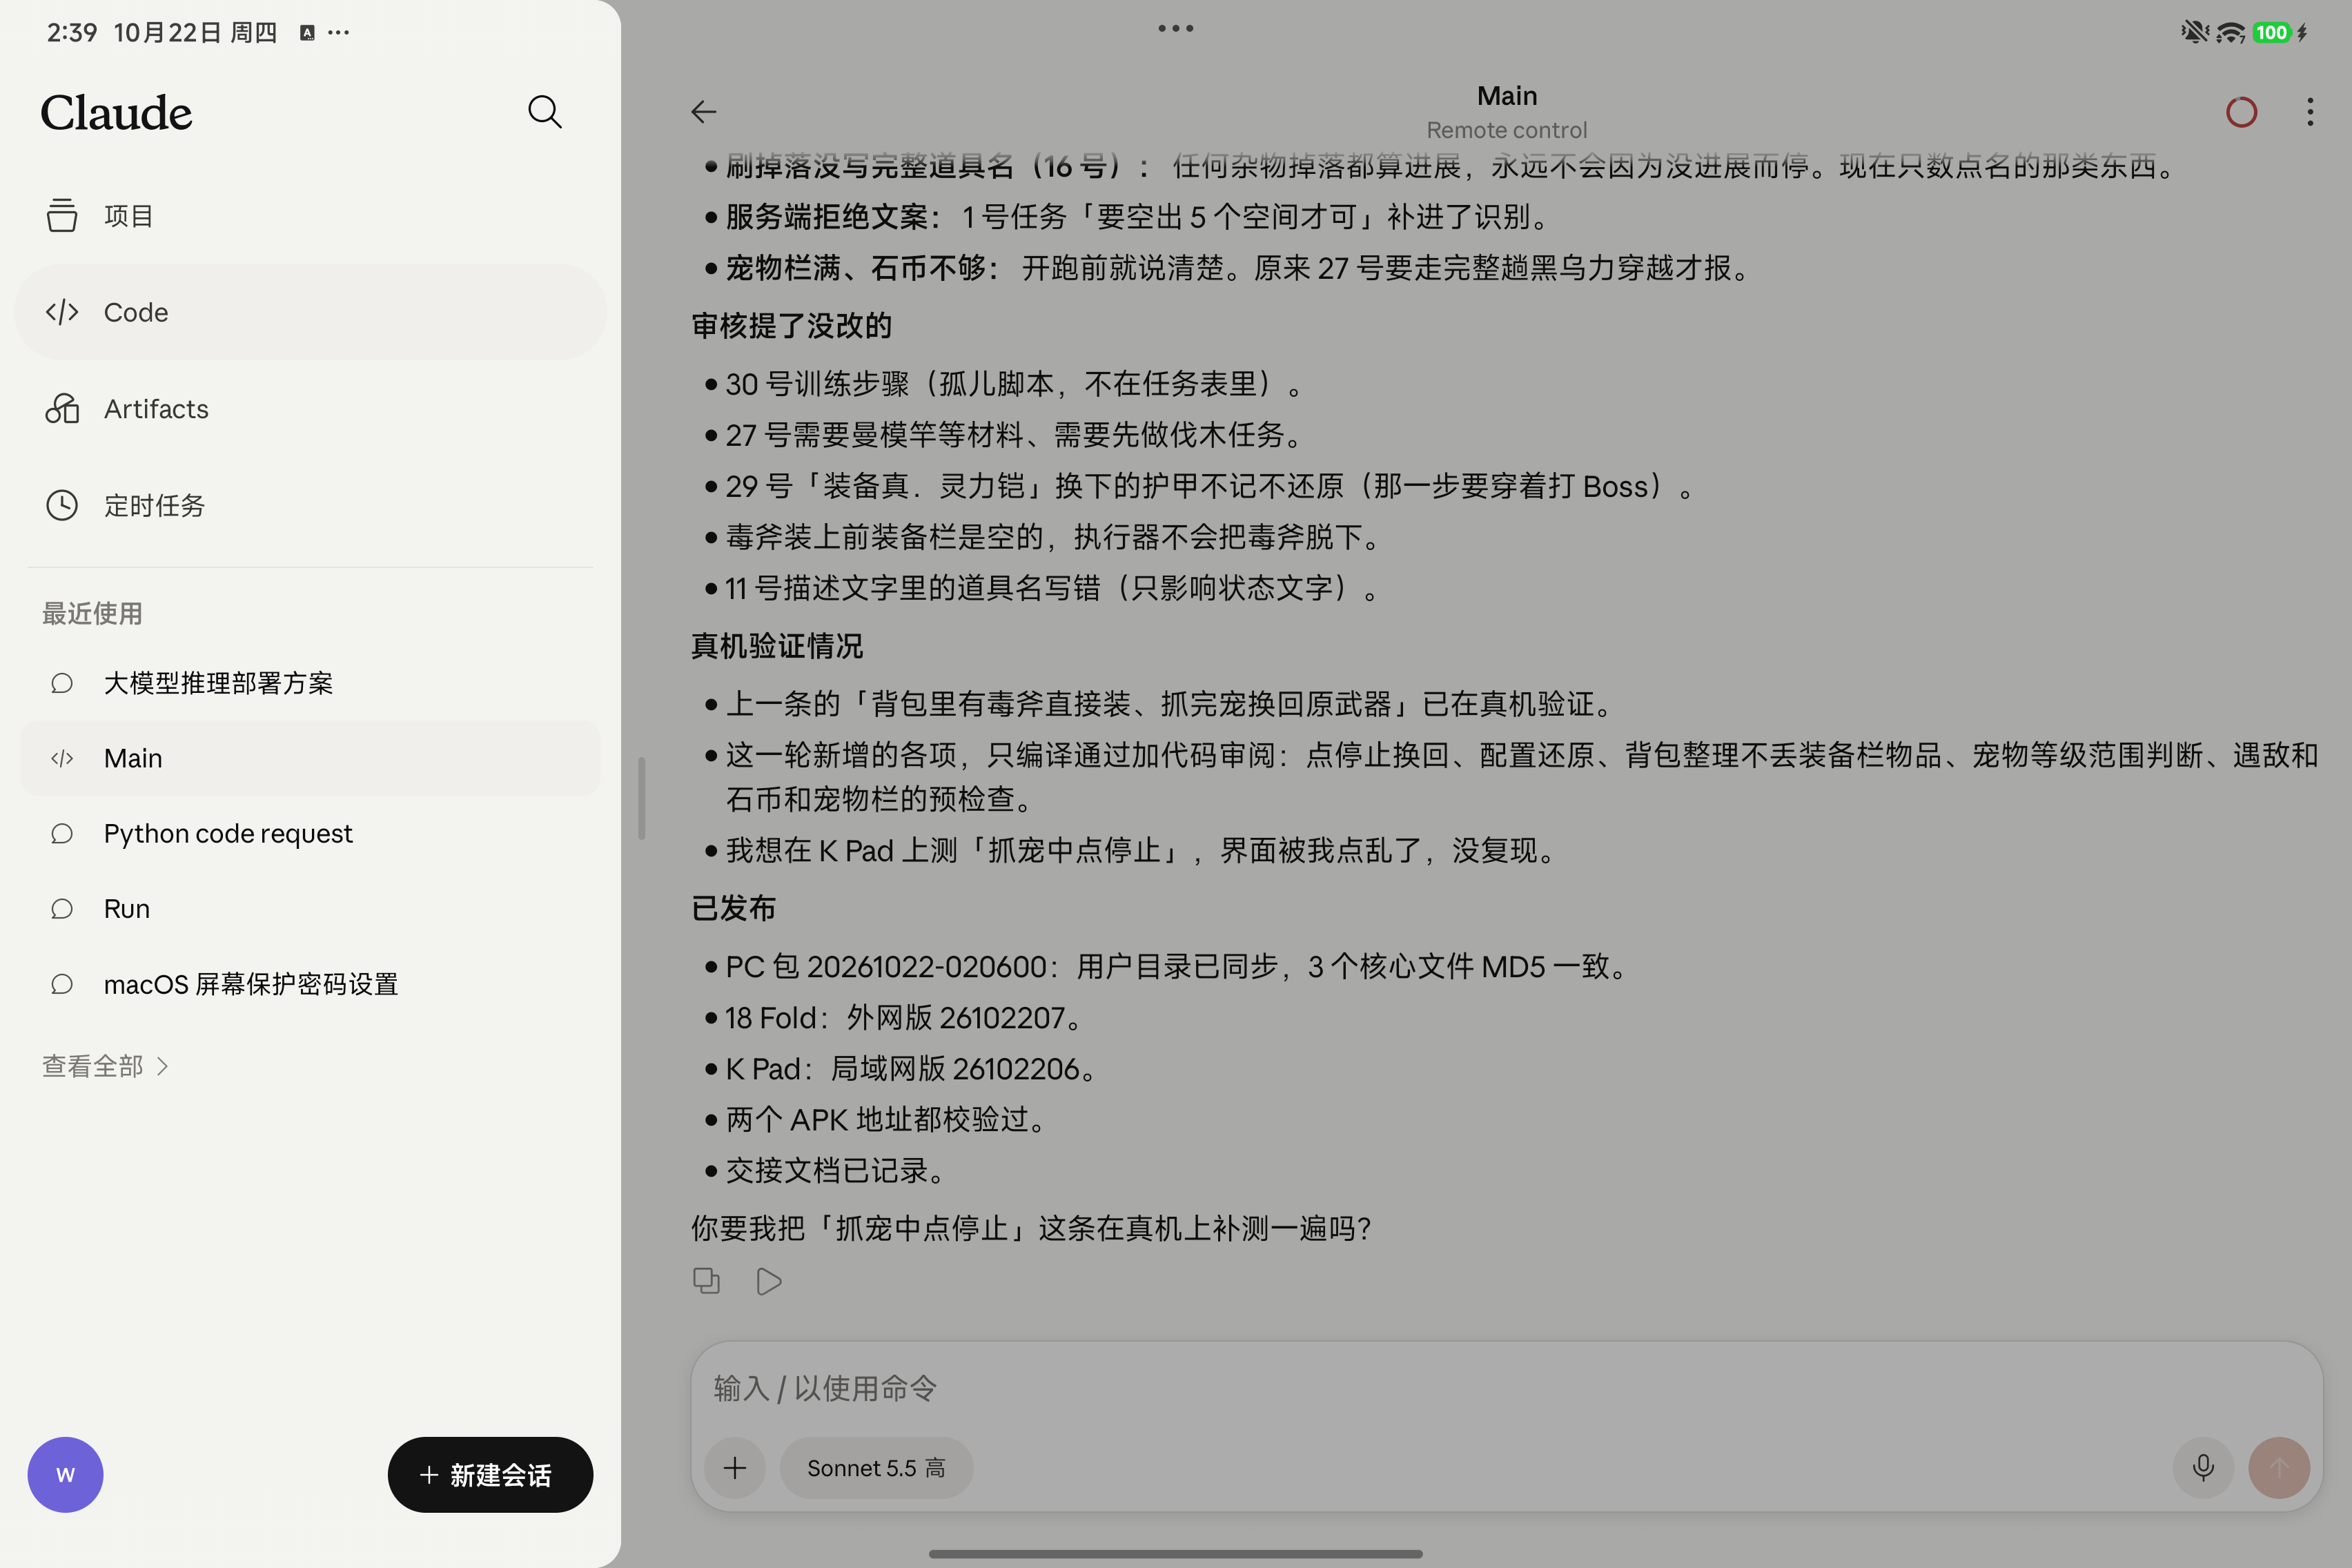 2:39 10月22日 周四 A
100
Claude
项目
Code
Artifacts
定时任务
最近使用
大模型推理部署方案
Main
Python code request
Run
macOS 屏幕保护密码设置
查看全部
W
新建会话
Main
Remote control
刷掉落没写完整道具名（16 号）： 任何杂物掉落都算进展，永远不会因为没进展而停。现在只数点名的那类东西。
服务端拒绝文案： 1 号任务「要空出 5 个空间才可」补进了识别。
宠物栏满、石币不够： 开跑前就说清楚。原来 27 号要走完整趟黑乌力穿越才报。
审核提了没改的
30 号训练步骤（孤儿脚本，不在任务表里）。
27 号需要曼模竿等材料、需要先做伐木任务。
29 号「装备真．灵力铠」换下的护甲不记不还原（那一步要穿着打 Boss）。
毒斧装上前装备栏是空的，执行器不会把毒斧脱下。
11 号描述文字里的道具名写错（只影响状态文字）。
真机验证情况
上一条的「背包里有毒斧直接装、抓完宠换回原武器」已在真机验证。
这一轮新增的各项，只编译通过加代码审阅：点停止换回、配置还原、背包整理不丢装备栏物品、宠物等级范围判断、遇敌和
石币和宠物栏的预检查。
我想在 K Pad 上测「抓宠中点停止」，界面被我点乱了，没复现。
已发布
PC 包 20261022-020600：用户目录已同步，3 个核心文件 MD5 一致。
18 Fold：外网版 26102207。
K Pad：局域网版 26102206。
两个 APK 地址都校验过。
交接文档已记录。
你要我把「抓宠中点停止」这条在真机上补测一遍吗？
输入 / 以使用命令
Sonnet 5.5 高